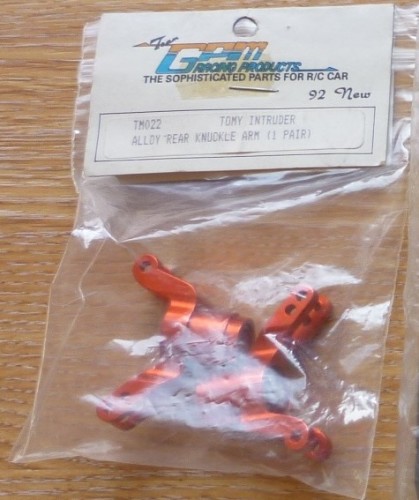 Top
GPM
RACING PRODUCTS
THE SOPHISTICATED PARTS FOR R/C CAR
92 New
TM022 TOMY INTRUDER
ALLOY REAR KNUCKLE ARM (1 PAIR)